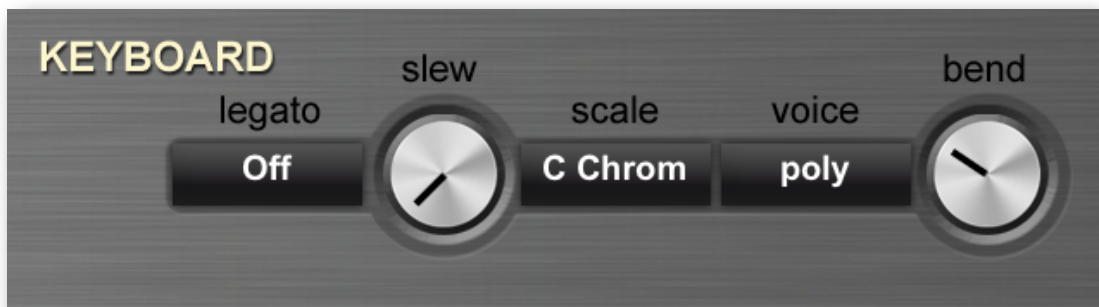 KEYBOARD
slew
bend
legato
scale
voice
Off
C Chrom
poly